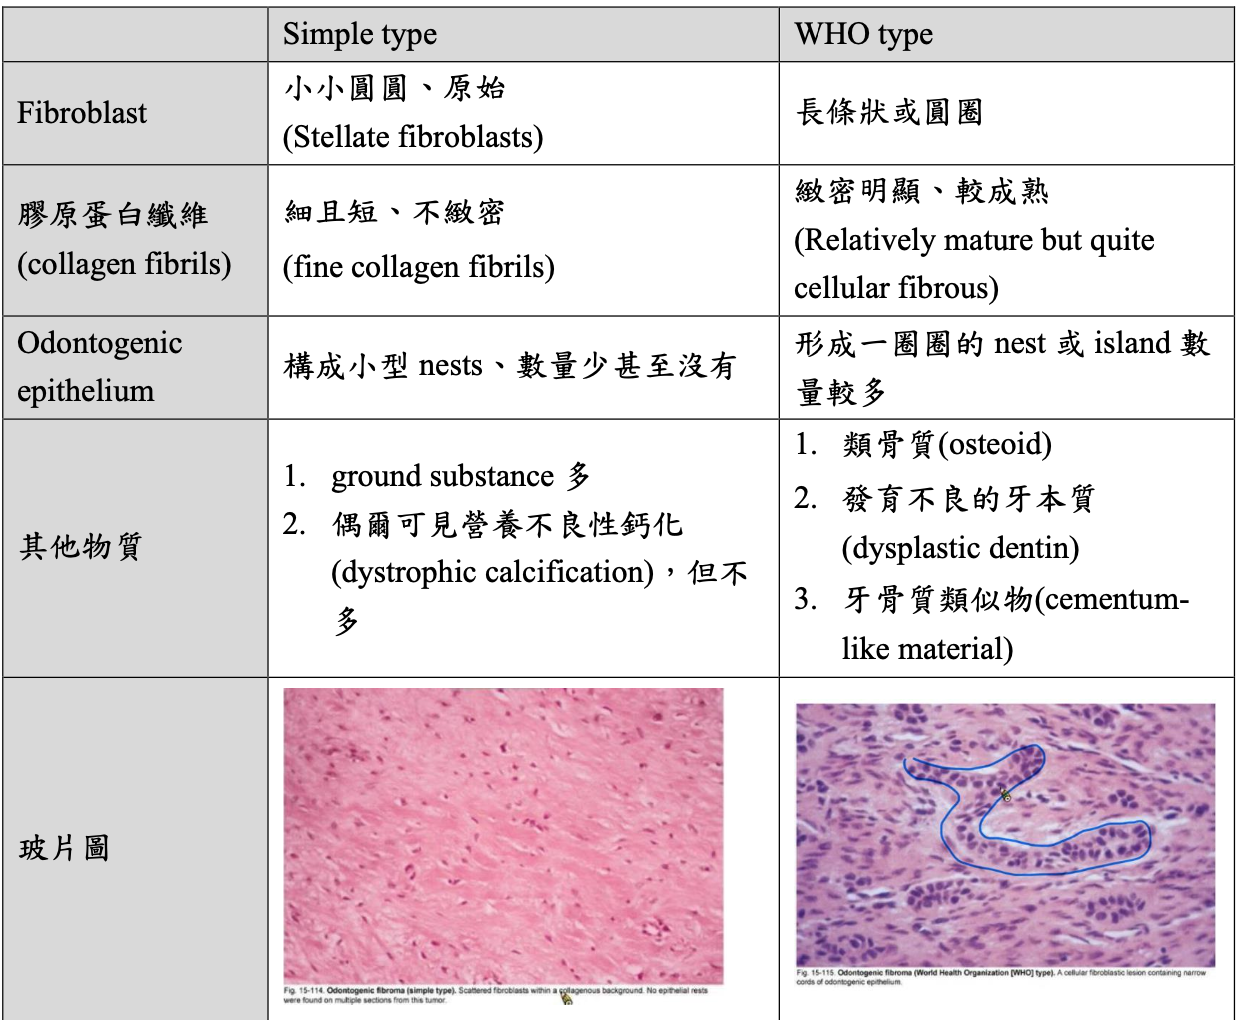 Simple type
WHO type
Fibroblast
小小圓圓、原始
(Stellate fibroblasts)
長條狀或圓圈
膠原蛋白纖維
(collagen fibrils)
細且短、不緻密
(fine collagen fibrils)
緻密明顯、較成熟
(Relatively mature but quite
cellular fibrous)
Odontogenic
epithelium
構成小型 nests、數量少甚至沒有
形成一圈圈的 nest 或 island 數
量較多
其他物質
1. ground substance 多
2. 偶爾可見營養不良性鈣化
(dystrophic calcification)，但不
多
1. 類骨質(osteoid)
2. 發育不良的牙本質
(dysplastic dentin)
3. 牙骨質類似物(cementum-
like material)
玻片圖
Fig. 15-114. Odontogenic fibroma (simple type). Scattered fibroblasts within a collagenous background. No epithelial rests
were found on multiple sections from this tumor.
Fig. 15-115. Odontogenic fibroma (World Health Organization [WHO] type). A cellular fibroblastic lesion containing narrow
cords of odontogenic epithelium.